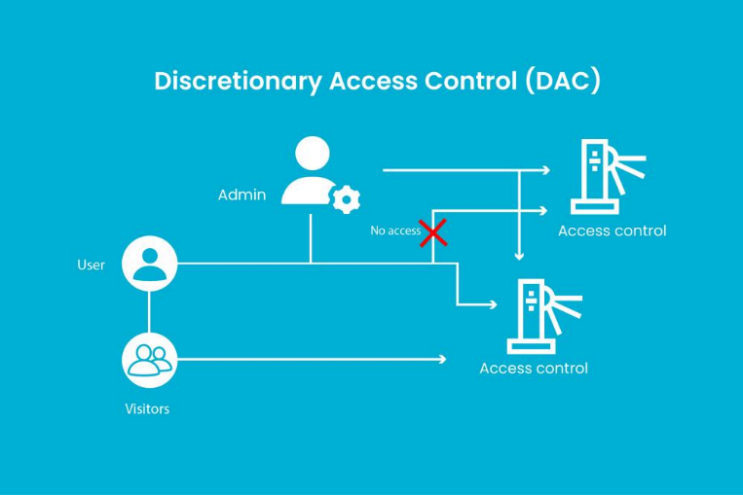 Discretionary Access Control (DAC)
Admin
No access
Access control
User
Access control
Visitors